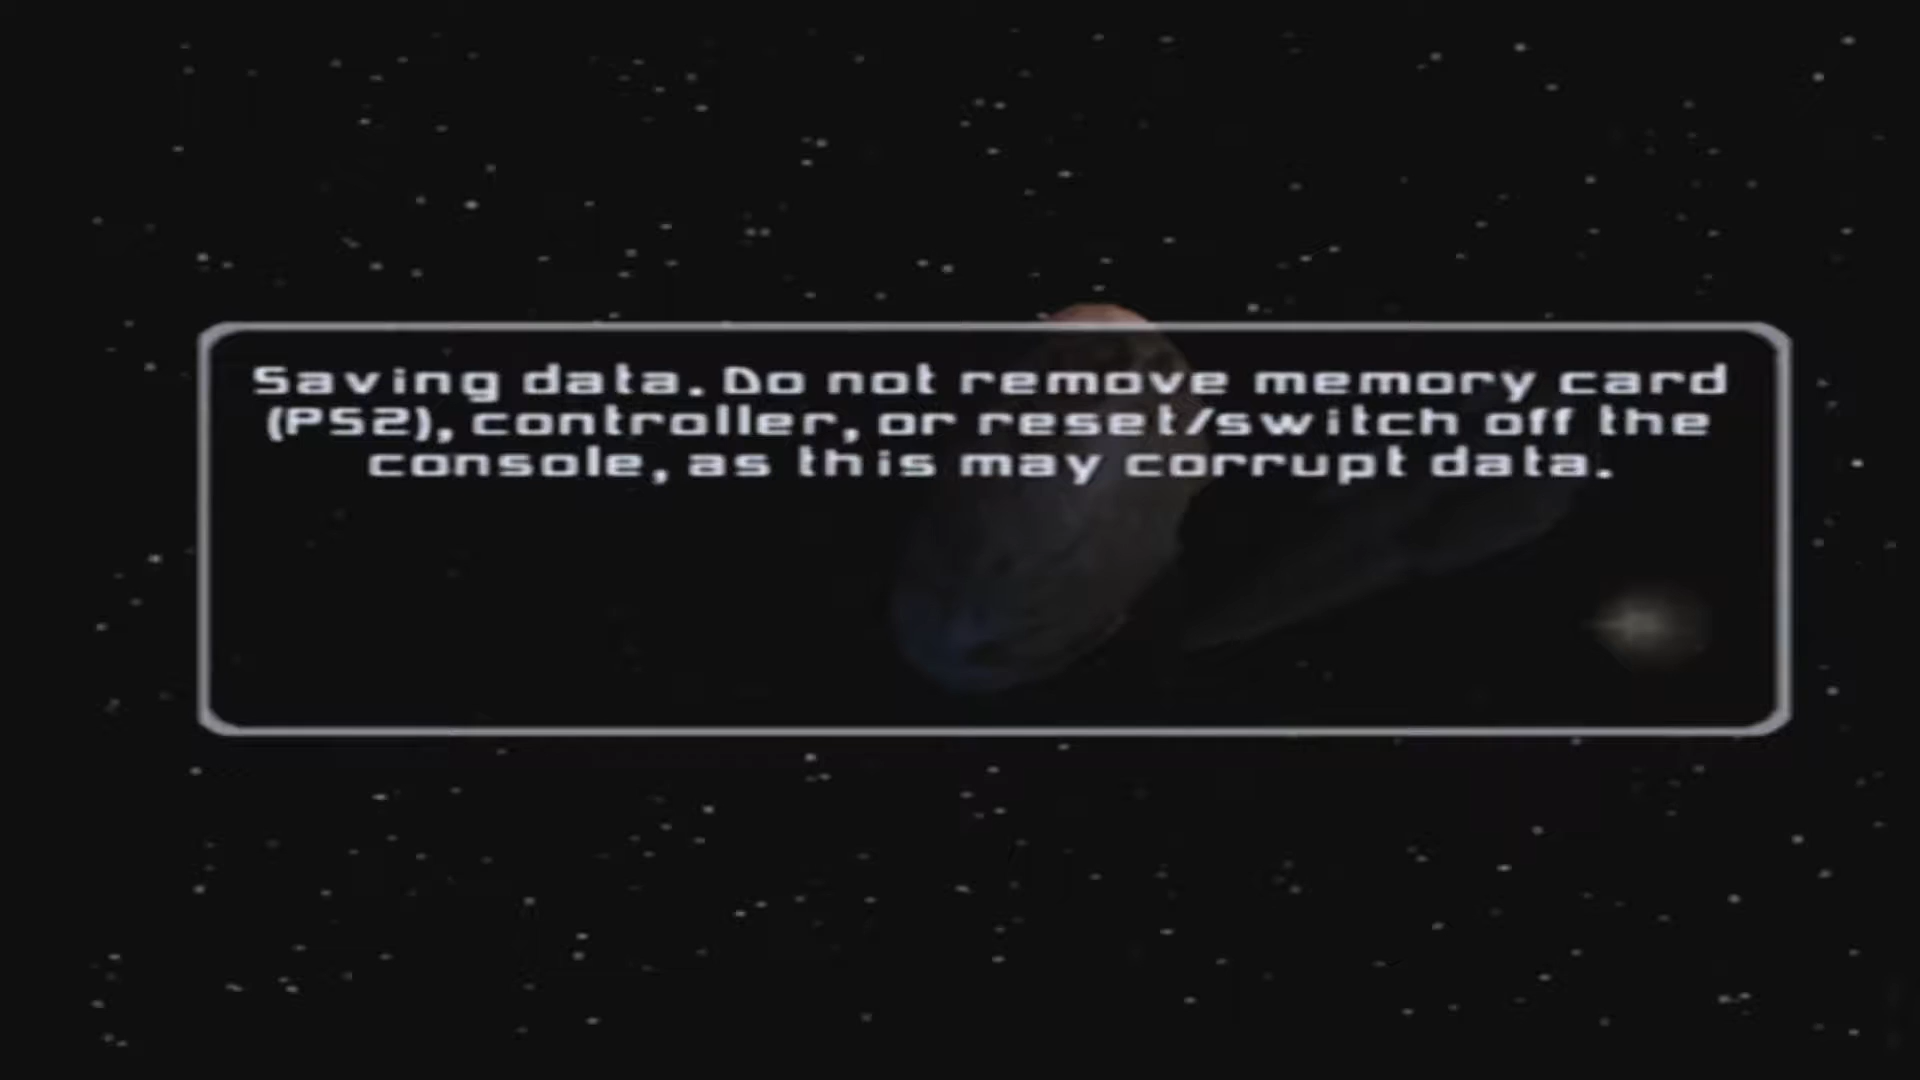 Saving data. Do not remove memory card
(PS2), controller, or reset/switch off the
console, as this may corrupt data.